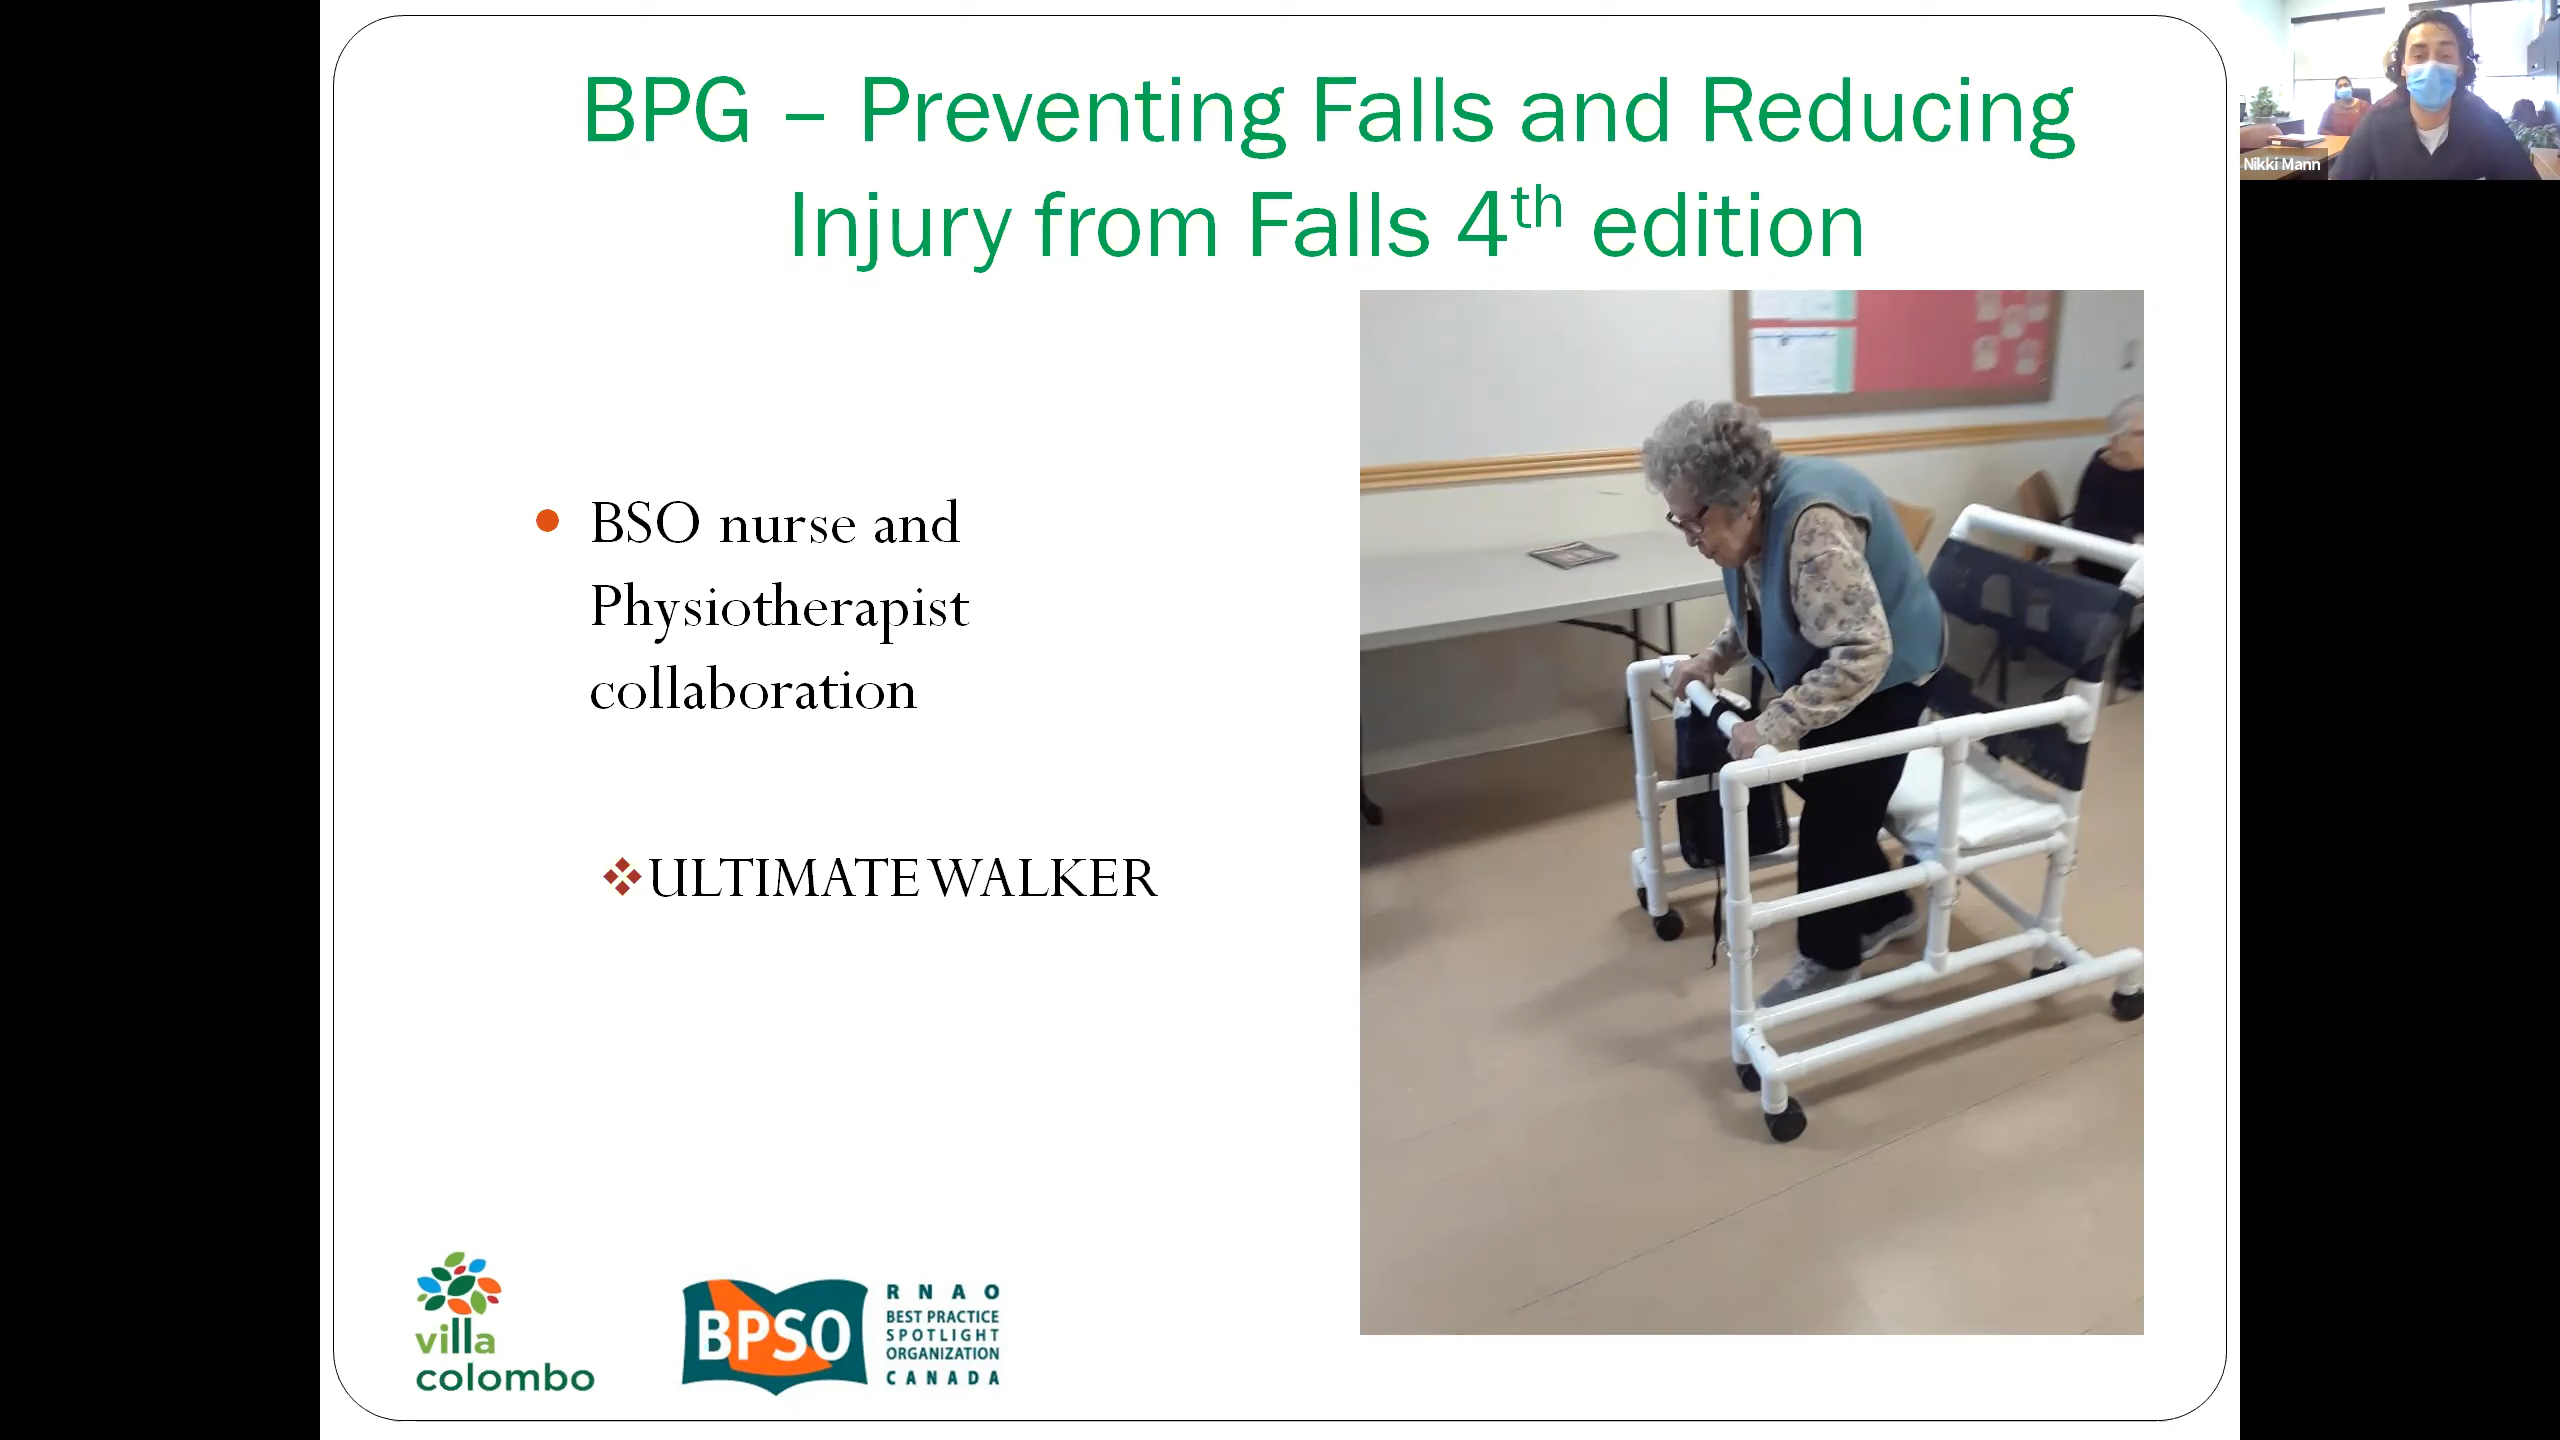 BPG – Preventing Falls and Reducing
Injury from Falls 4th edition
Nikki Mann
• BSO nurse and
Physiotherapist
collaboration
❖ULTIMATE WALKER
villa
colombo
BPSO
RNAO
BEST PRACTICE
SPOTLIGHT
ORGANIZATION
CANADA